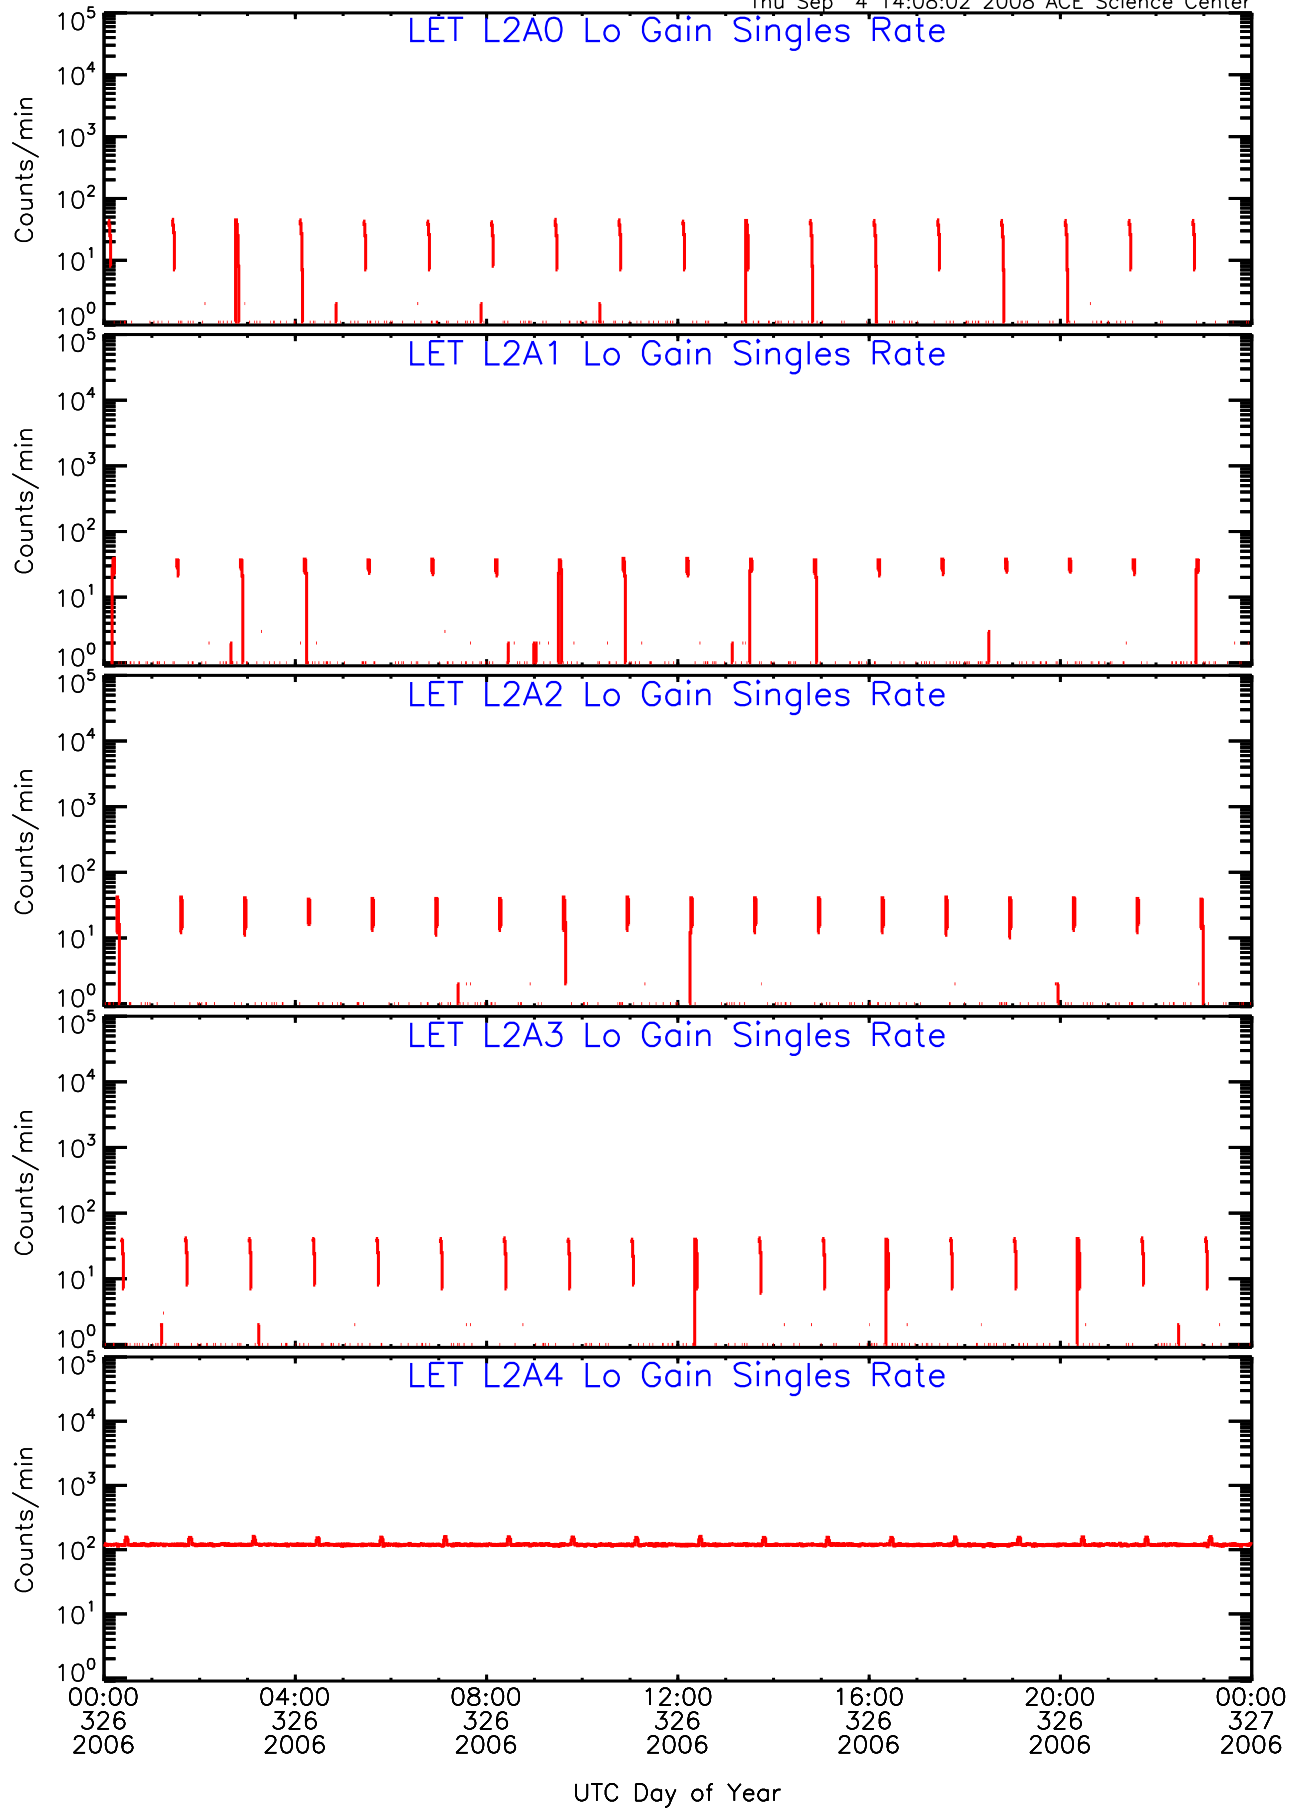 Thu Sep 4 14:08:02 2008 ACE Science Center
LET L2A0 Lo Gain Singles Rate
10^5
10^4
10^3
10^2
10^1
10^0
Counts/min
LET L2A1 Lo Gain Singles Rate
10^5
10^4
10^3
10^2
10^1
10^0
Counts/min
LET L2A2 Lo Gain Singles Rate
10^5
10^4
10^3
10^2
10^1
10^0
Counts/min
LET L2A3 Lo Gain Singles Rate
10^5
10^4
10^3
10^2
10^1
10^0
Counts/min
LET L2A4 Lo Gain Singles Rate
10^5
10^4
10^3
10^2
10^1
10^0
Counts/min
00:00 04:00 08:00 12:00 16:00 20:00 00:00
326 326 326 326 326 326 327
2006 2006 2006 2006 2006 2006 2006
UTC Day of Year